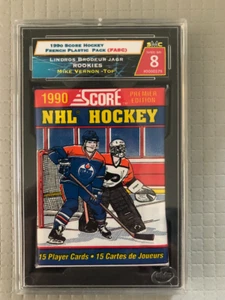 1990 SCORE HOCKEY
FRENCH PLASTIC PACK (FASC)
LINDROS BRODEUR JAGR
ROOKIES
MIKE VERNON -TOP
8
1990
SCORE
PREMIER
EDITION
NHL HOCKEY
15 Player Cards • 15 Cartes de Joueurs